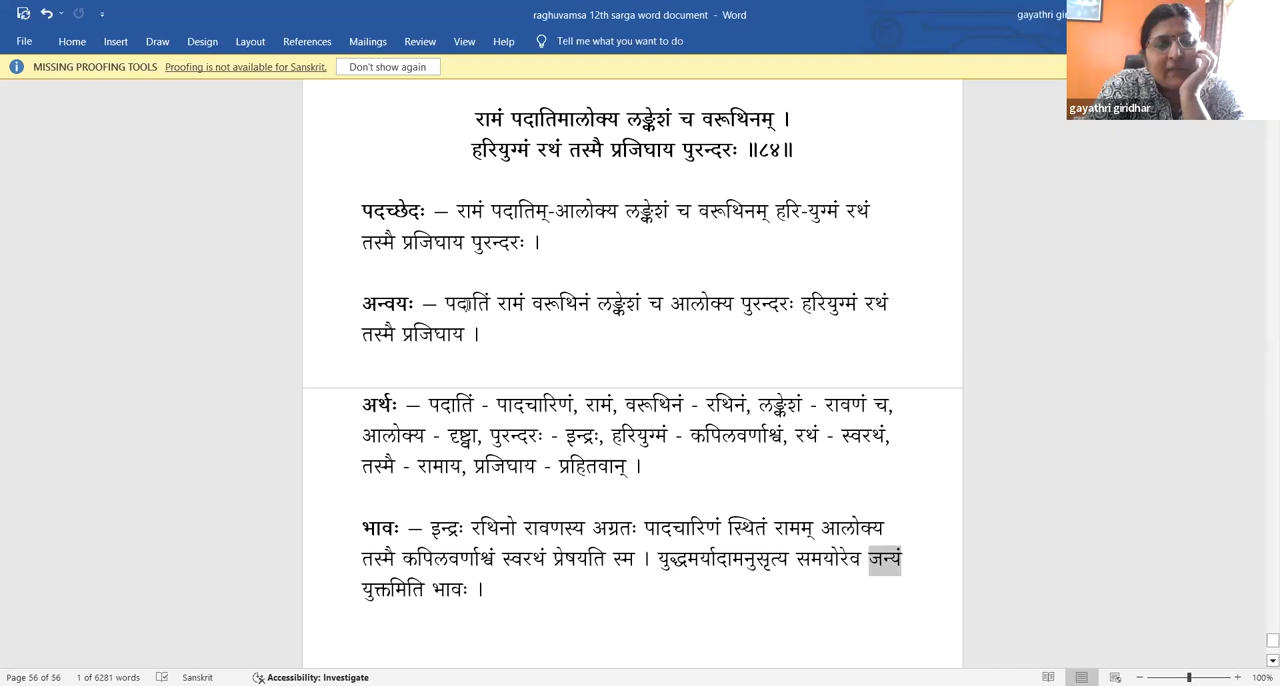 raghuvamsa 12th sarga word document - Word
gayathri gir
File Home Insert Draw Design Layout References Mailings Review View Help Tell me what you want to do
MISSING PROOFING TOOLS Proofing is not available for Sanskrit. Don't show again
gayathri giridhar
रामं पदातिमालोक्य लङ्केशं च वरूथिनम् ।
हरियुग्मं रथं तस्मै प्रजिघाय पुरन्दरः ॥८४॥
पदच्छेदः – रामं पदातिम्-आलोक्य लङ्केशं च वरूथिनम् हरि-युग्मं रथं
तस्मै प्रजिघाय पुरन्दरः ।
अन्वयः – पदातिं रामं वरूथिनं लङ्केशं च आलोक्य पुरन्दरः हरियुग्मं रथं
तस्मै प्रजिघाय ।
अर्थः – पदातिं - पादचारिणं, रामं, वरूथिनं - रथिनं, लङ्केशं - रावणं च,
आलोक्य - दृष्ट्वा, पुरन्दरः - इन्द्रः, हरियुग्मं - कपिलवर्णाश्वं, रथं - स्वरथं,
तस्मै - रामाय, प्रजिघाय - प्रहितवान् ।
भावः – इन्द्रः रथिनो रावणस्य अग्रतः पादचारिणं स्थितं रामम् आलोक्य
तस्मै कपिलवर्णाश्वं स्वरथं प्रेषयति स्म । युद्धमर्यादामनुसृत्य समयोरेव जन्यं
युक्तमिति भावः ।
Page 56 of 56 1 of 6281 words Sanskrit Accessibility: Investigate 100%